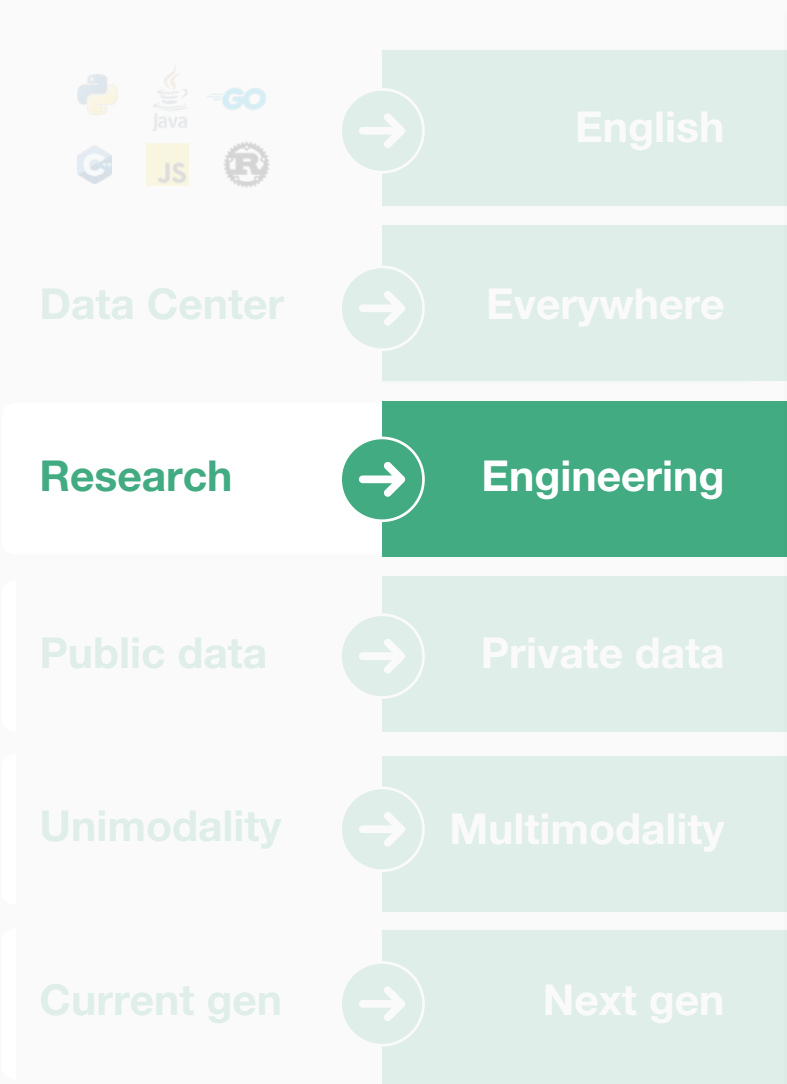 GO
Java
C++
JS
R
English
Data Center
Everywhere
Research
Engineering
Public data
Private data
Unimodality
Multimodality
Current gen
Next gen